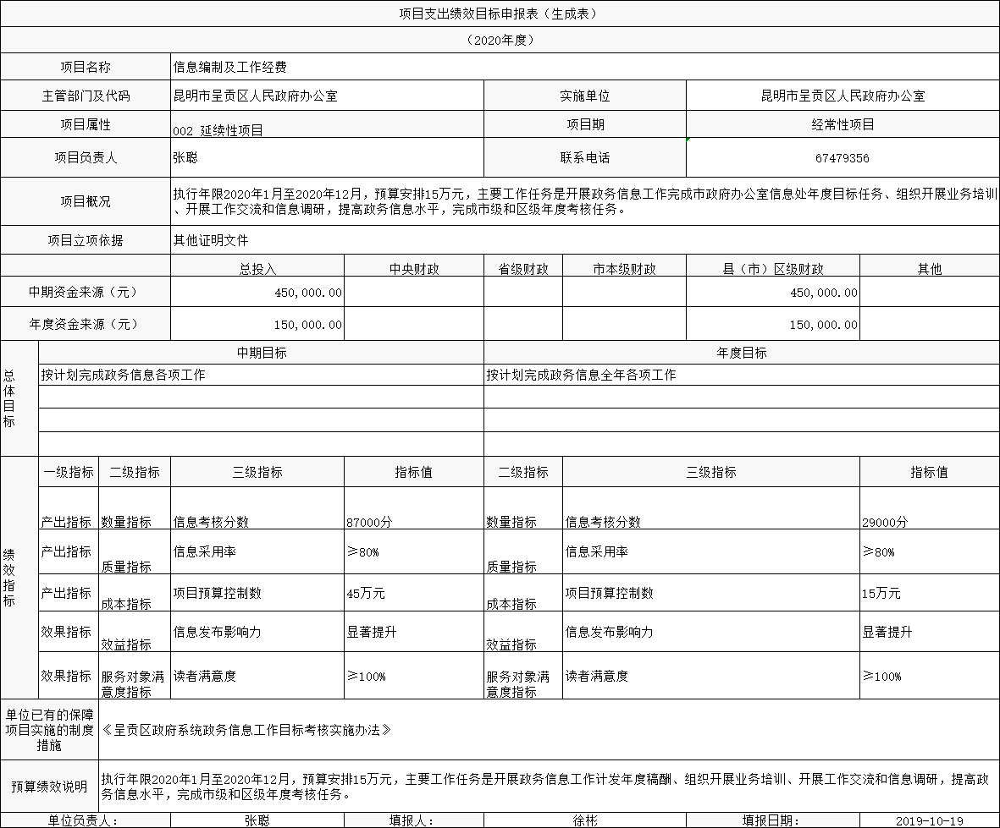 项目支出绩效目标申报表（生成表）
（2020年度）
项目名称 信息编制及工作经费
主管部门及代码 昆明市呈贡区人民政府办公室 实施单位 昆明市呈贡区人民政府办公室
项目属性 002 延续性项目 项目期 经常性项目
项目负责人 张聪 联系电话 67479356
项目概况 执行年限2020年1月至2020年12月，预算安排15万元，主要工作任务是开展政务信息工作完成市政府办公室信息处年度目标任务、组织开展业务培训
、开展工作交流和信息调研，提高政务信息水平，完成市级和区级年度考核任务。
项目立项依据 其他证明文件
总投入 中央财政 省级财政 市本级财政 县（市）区级财政 其他
中期资金来源（元） 450,000.00 450,000.00
年度资金来源（元） 150,000.00 150,000.00
总体目标
中期目标 年度目标
按计划完成政务信息各项工作 按计划完成政务信息全年各项工作
绩效指标
一级指标 二级指标 三级指标 指标值 二级指标 三级指标 指标值
产出指标 数量指标 信息考核分数 87000分 数量指标 信息考核分数 29000分
产出指标 质量指标 信息采用率 ≥80% 质量指标 信息采用率 ≥80%
产出指标 成本指标 项目预算控制数 45万元 成本指标 项目预算控制数 15万元
效果指标 效益指标 信息发布影响力 显著提升 效益指标 信息发布影响力 显著提升
效果指标 服务对象满意度指标 读者满意度 ≥100% 服务对象满意度指标 读者满意度 ≥100%
单位已有的保障
项目实施的制度
措施
《呈贡区政府系统政务信息工作目标考核实施办法》
预算绩效说明 执行年限2020年1月至2020年12月，预算安排15万元，主要工作任务是开展政务信息工作计发年度稿酬、组织开展业务培训、开展工作交流和信息调研，提高政
务信息水平，完成市级和区级年度考核任务。
单位负责人： 张聪 填报人： 徐彬 填报日期： 2019-10-19